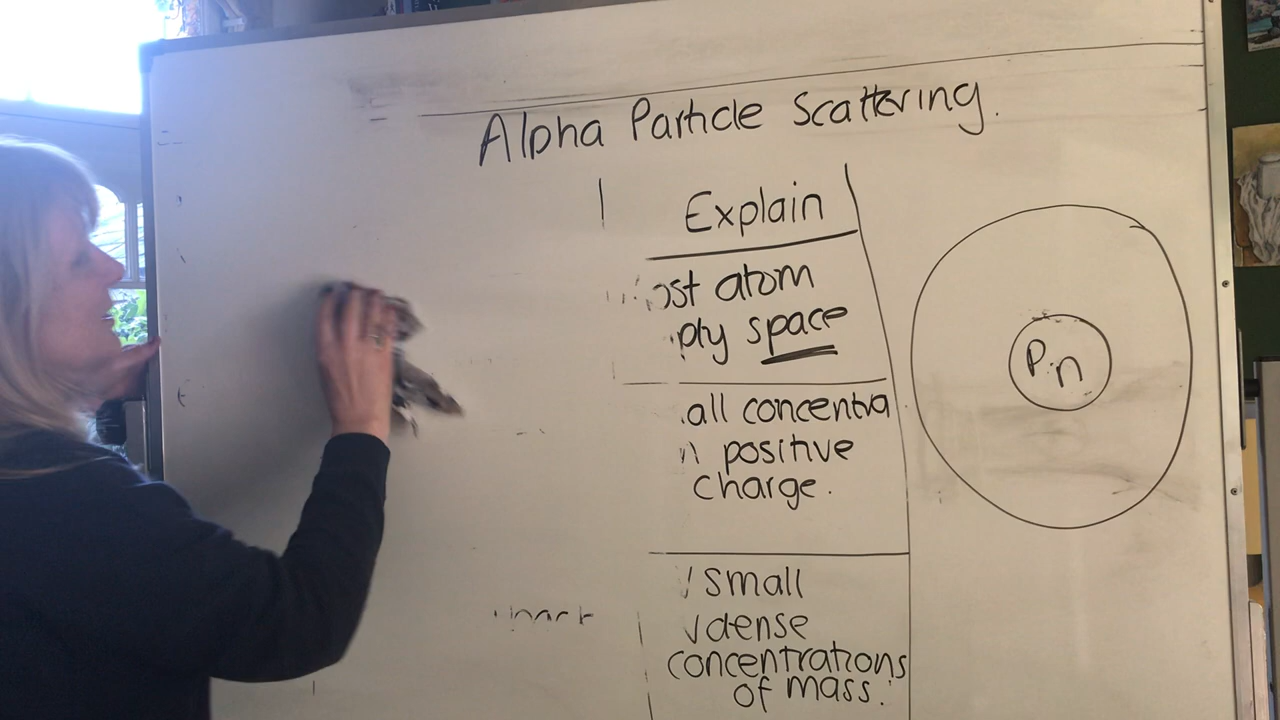 Alpha Particle Scattering.
Explain
ost atom
pty space
all concentra
n positive
charge.
V small
V dense
concentrations
of mass.
P n